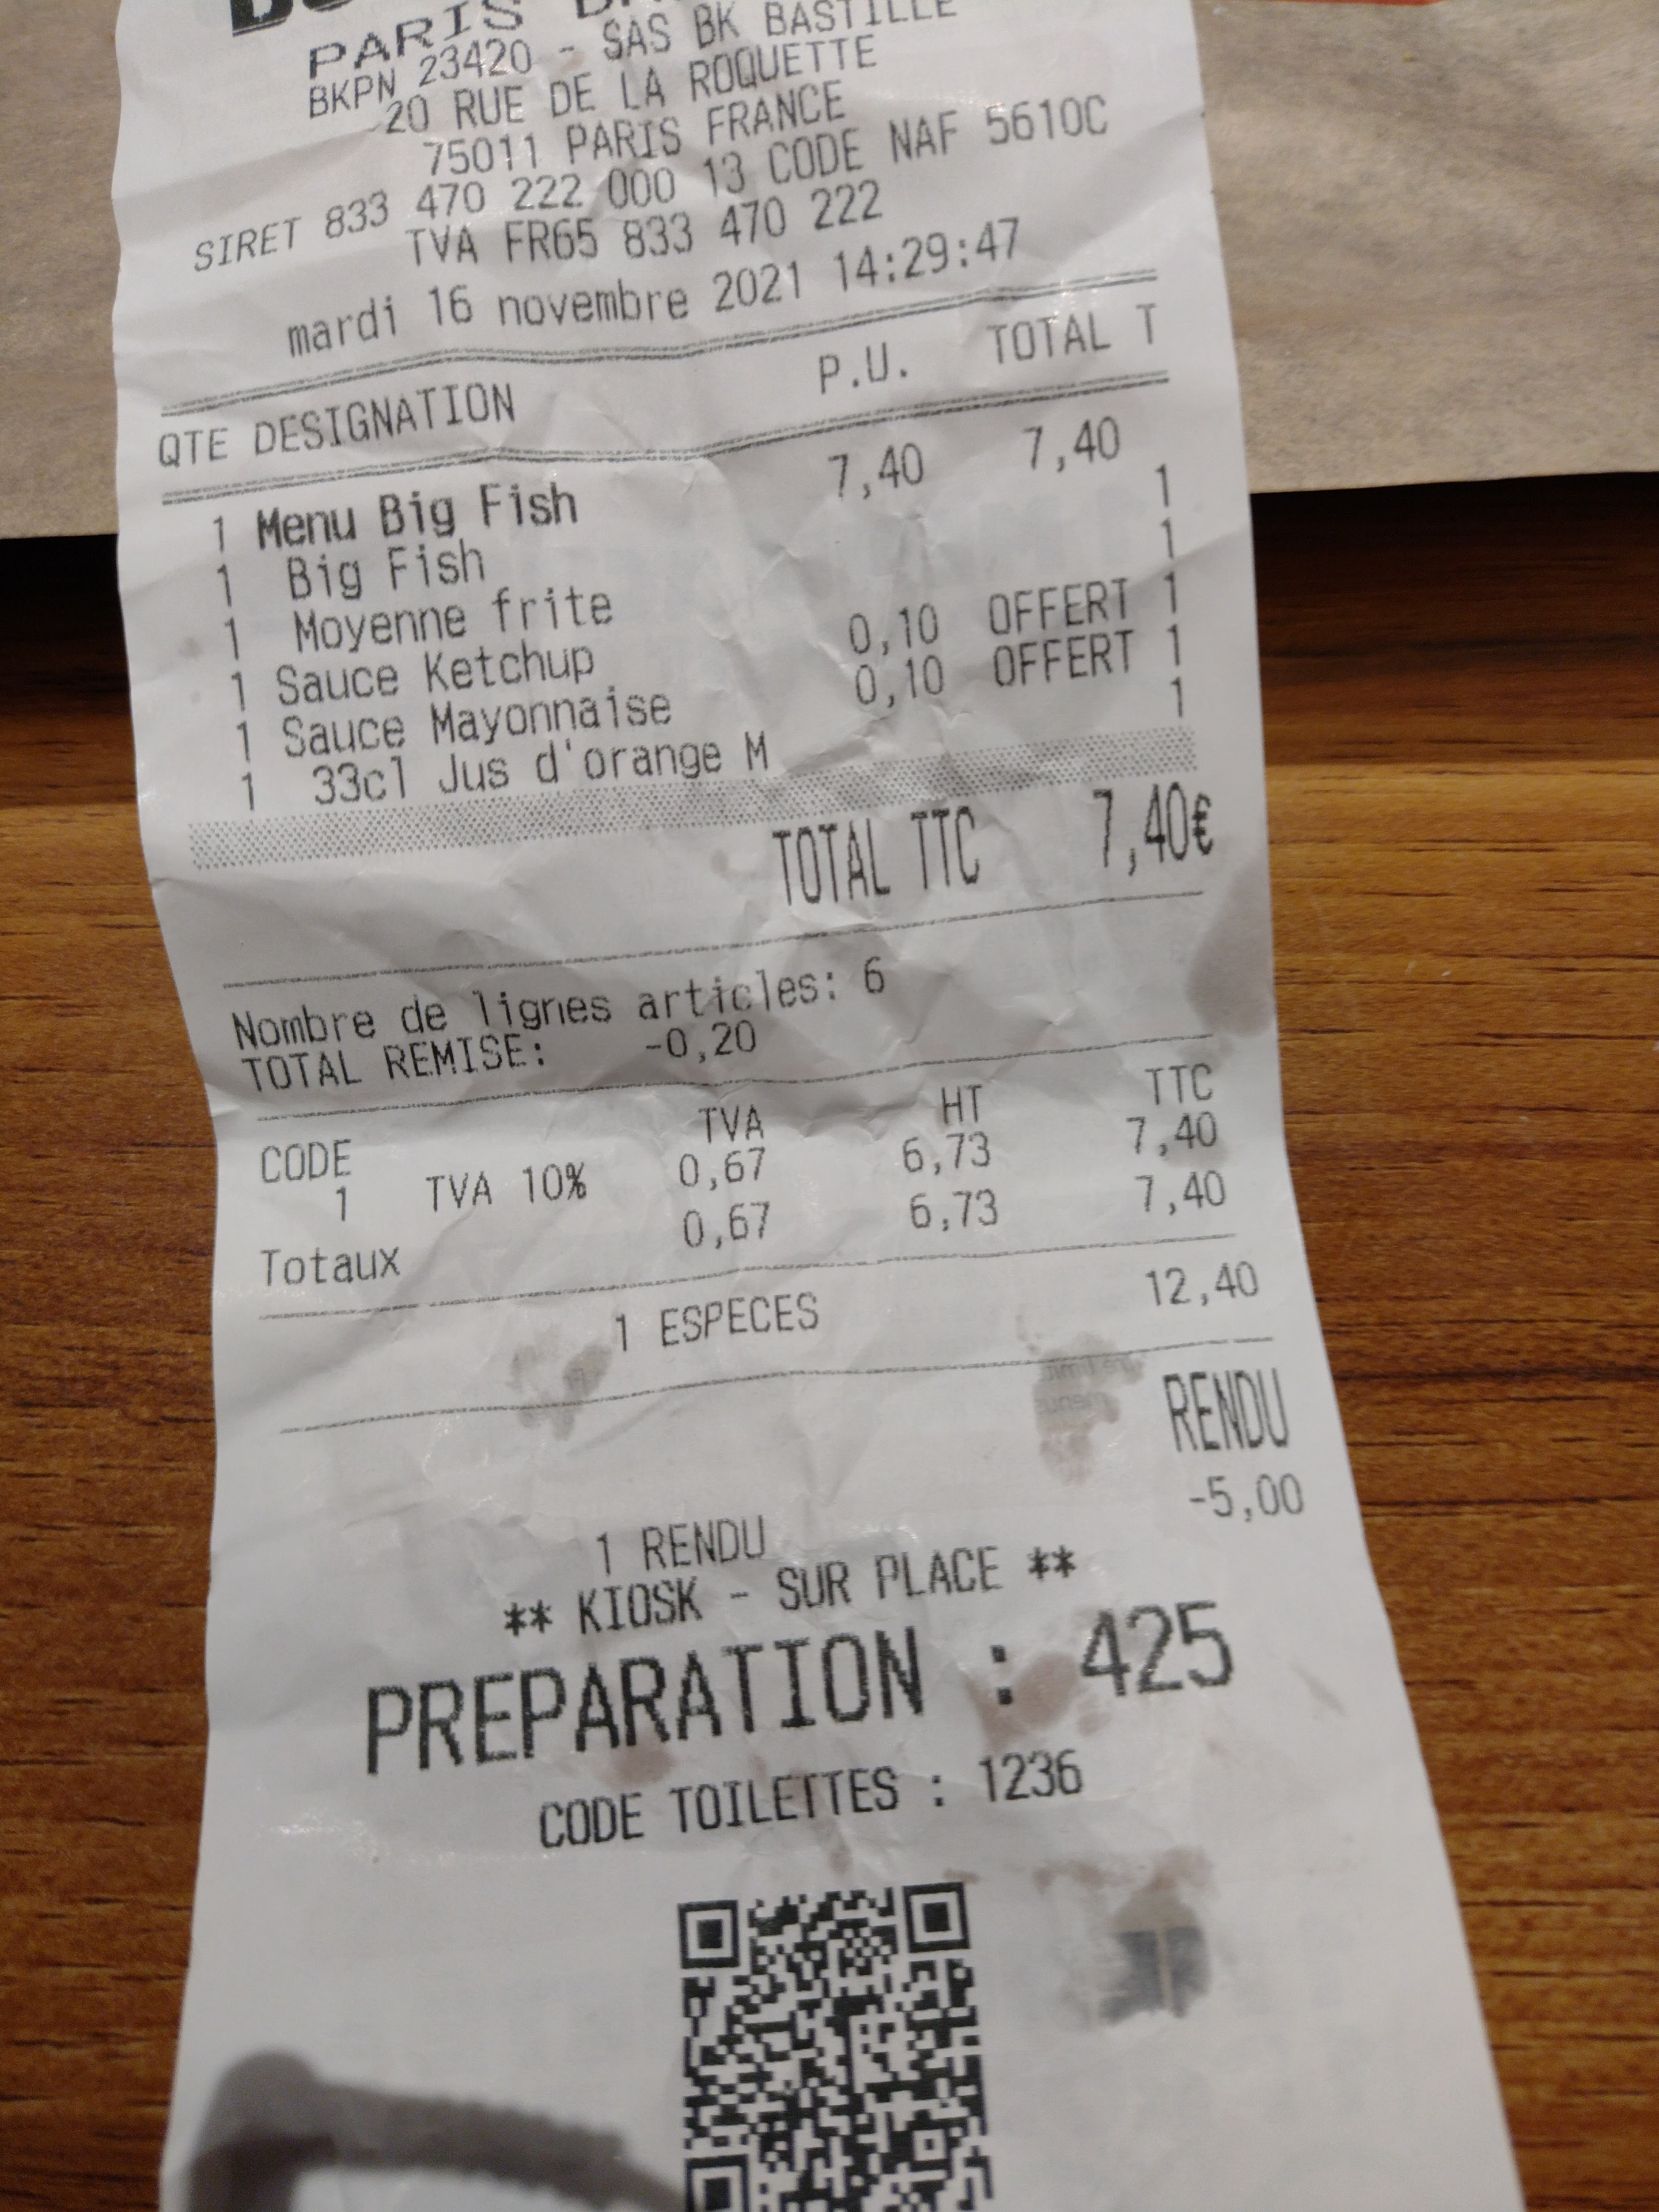 PARIS
BKPN 23420 - SAS BK BASTILLE
20 RUE DE LA ROQUETTE
75011 PARIS FRANCE
SIRET 833 470 222 000 13 CODE NAF 5610C
TVA FR65 833 470 222
mardi 16 novembre 2021 14:29:47
QTE DESIGNATION P.U. TOTAL T
1 Menu Big Fish 7,40 7,40
1 Big Fish 1
1 Moyenne frite 1
1 Sauce Ketchup 0,10 OFFERT 1
1 Sauce Mayonnaise 0,10 OFFERT 1
1 33cl Jus d'orange M 1
TOTAL TTC 7,40€
Nombre de lignes articles: 6
TOTAL REMISE: -0,20
CODE TVA HT TTC
1 TVA 10% 0,67 6,73 7,40
Totaux 0,67 6,73 7,40
1 ESPECES 12,40
RENDU
1 RENDU -5,00
** KIOSK - SUR PLACE **
PREPARATION : 425
CODE TOILETTES : 1236